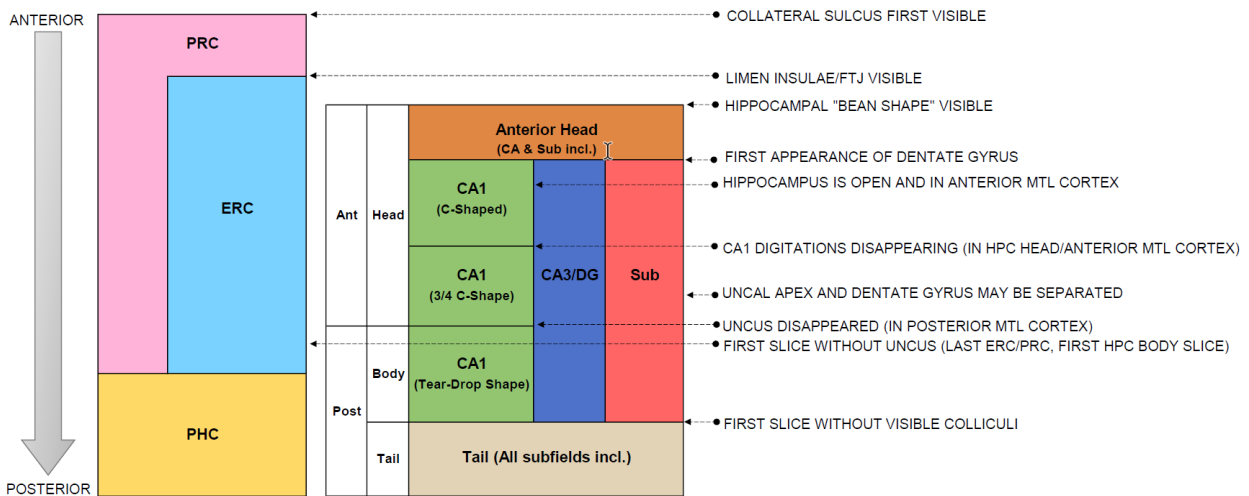 ANTERIOR
POSTERIOR
PRC
ERC
PHC
Ant
Post
Head
Body
Tail
Anterior Head
(CA & Sub incl.)
CA1
(C-Shaped)
CA1
(3/4 C-Shape)
CA1
(Tear-Drop Shape)
CA3/DG
Sub
Tail (All subfields incl.)
COLLATERAL SULCUS FIRST VISIBLE
LIMEN INSULAE/FTJ VISIBLE
HIPPOCAMPAL "BEAN SHAPE" VISIBLE
FIRST APPEARANCE OF DENTATE GYRUS
HIPPOCAMPUS IS OPEN AND IN ANTERIOR MTL CORTEX
CA1 DIGITATIONS DISAPPEARING (IN HPC HEAD/ANTERIOR MTL CORTEX)
UNCAL APEX AND DENTATE GYRUS MAY BE SEPARATED
UNCUS DISAPPEARED (IN POSTERIOR MTL CORTEX)
FIRST SLICE WITHOUT UNCUS (LAST ERC/PRC, FIRST HPC BODY SLICE)
FIRST SLICE WITHOUT VISIBLE COLLICULI